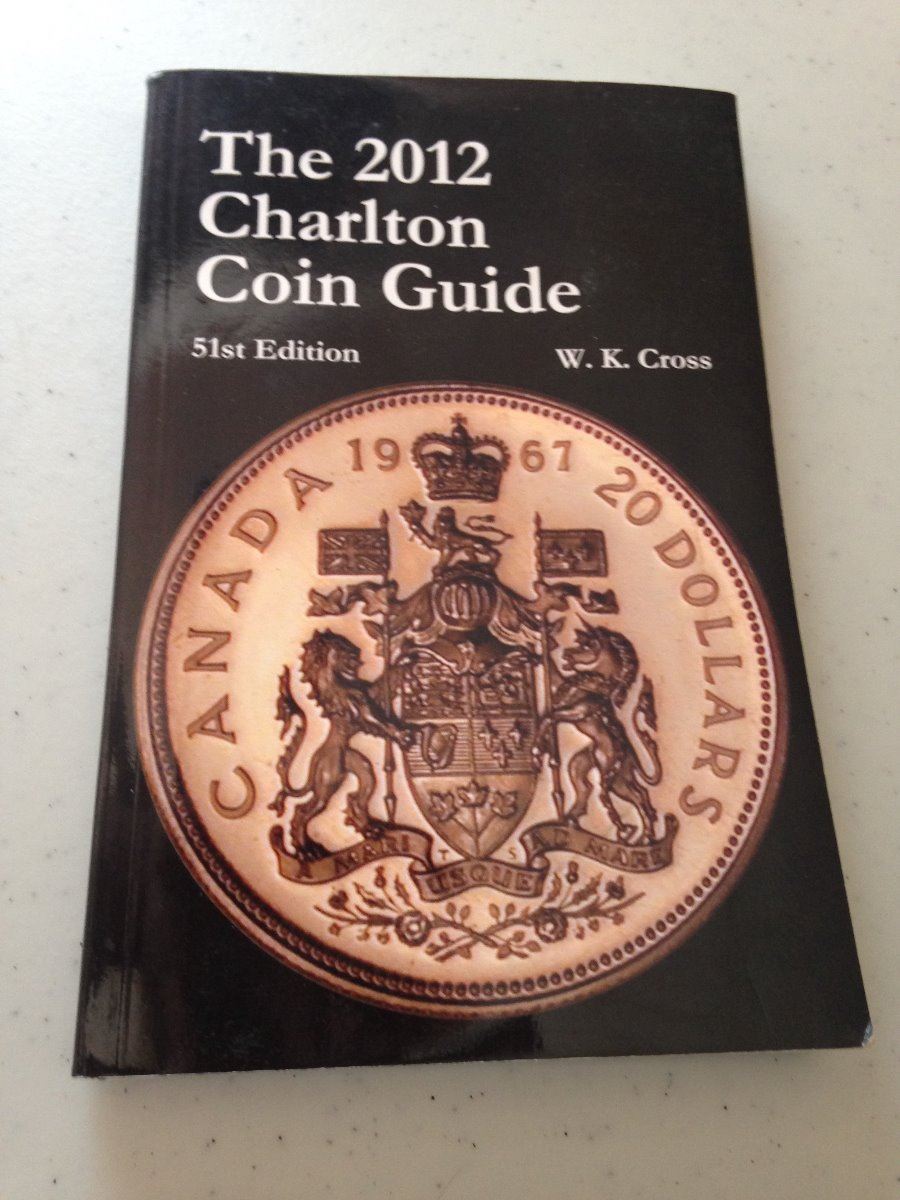 The 2012
Charlton
Coin Guide
51st Edition
W. K. Cross
CANADA 1967 20 DOLLARS
A MARI USQUE AD MARE
T S